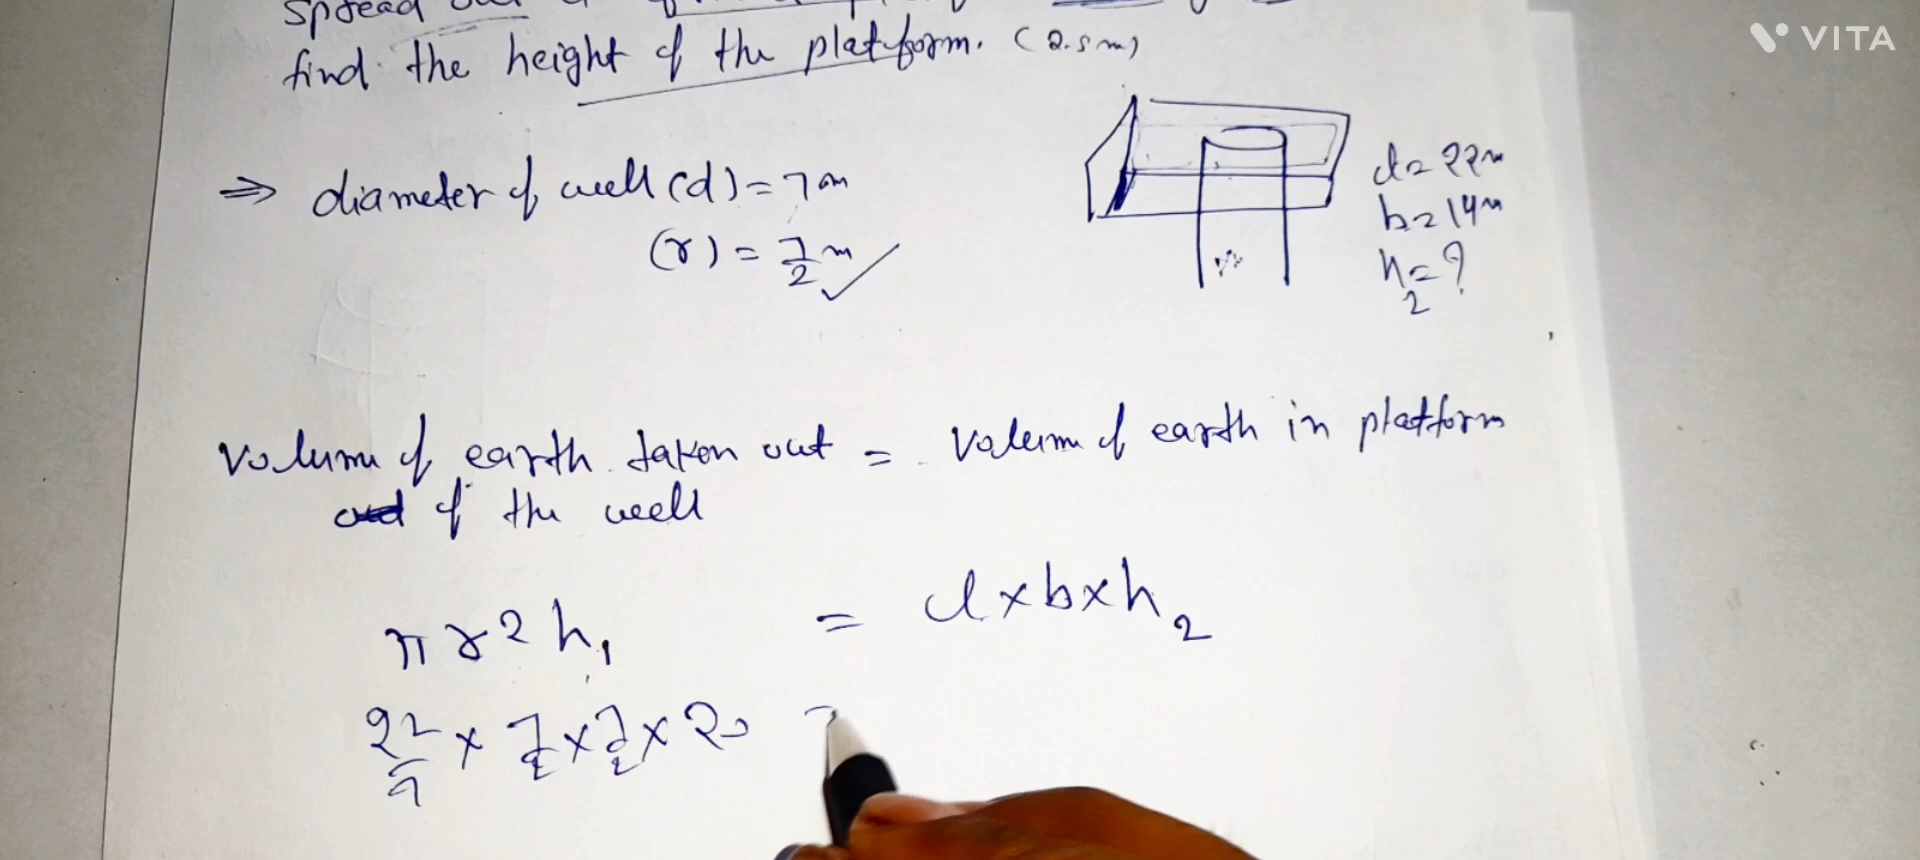 spread out
find the height of the platform. (2.5m)
VITA
⇒ diameter of well (d) = 7m
(r) = 7/2 m ✓
l = 22m
b = 14m
h2 = ?
Volume of earth taken out = Volume of earth in platform
of the well
πr2h1 = l×b×h2
22/7 × 7/2 × 7/2 × 20